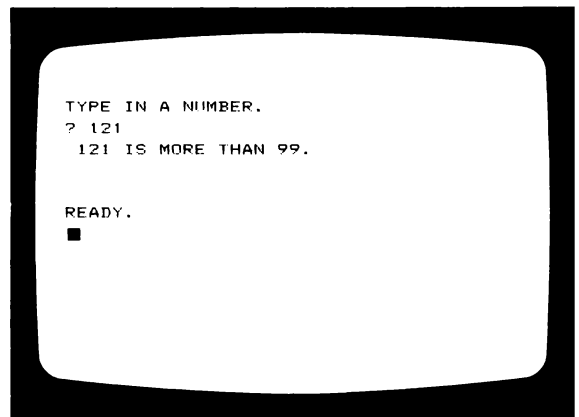 TYPE IN A NUMBER.
? 121
121 IS MORE THAN 99.
READY.